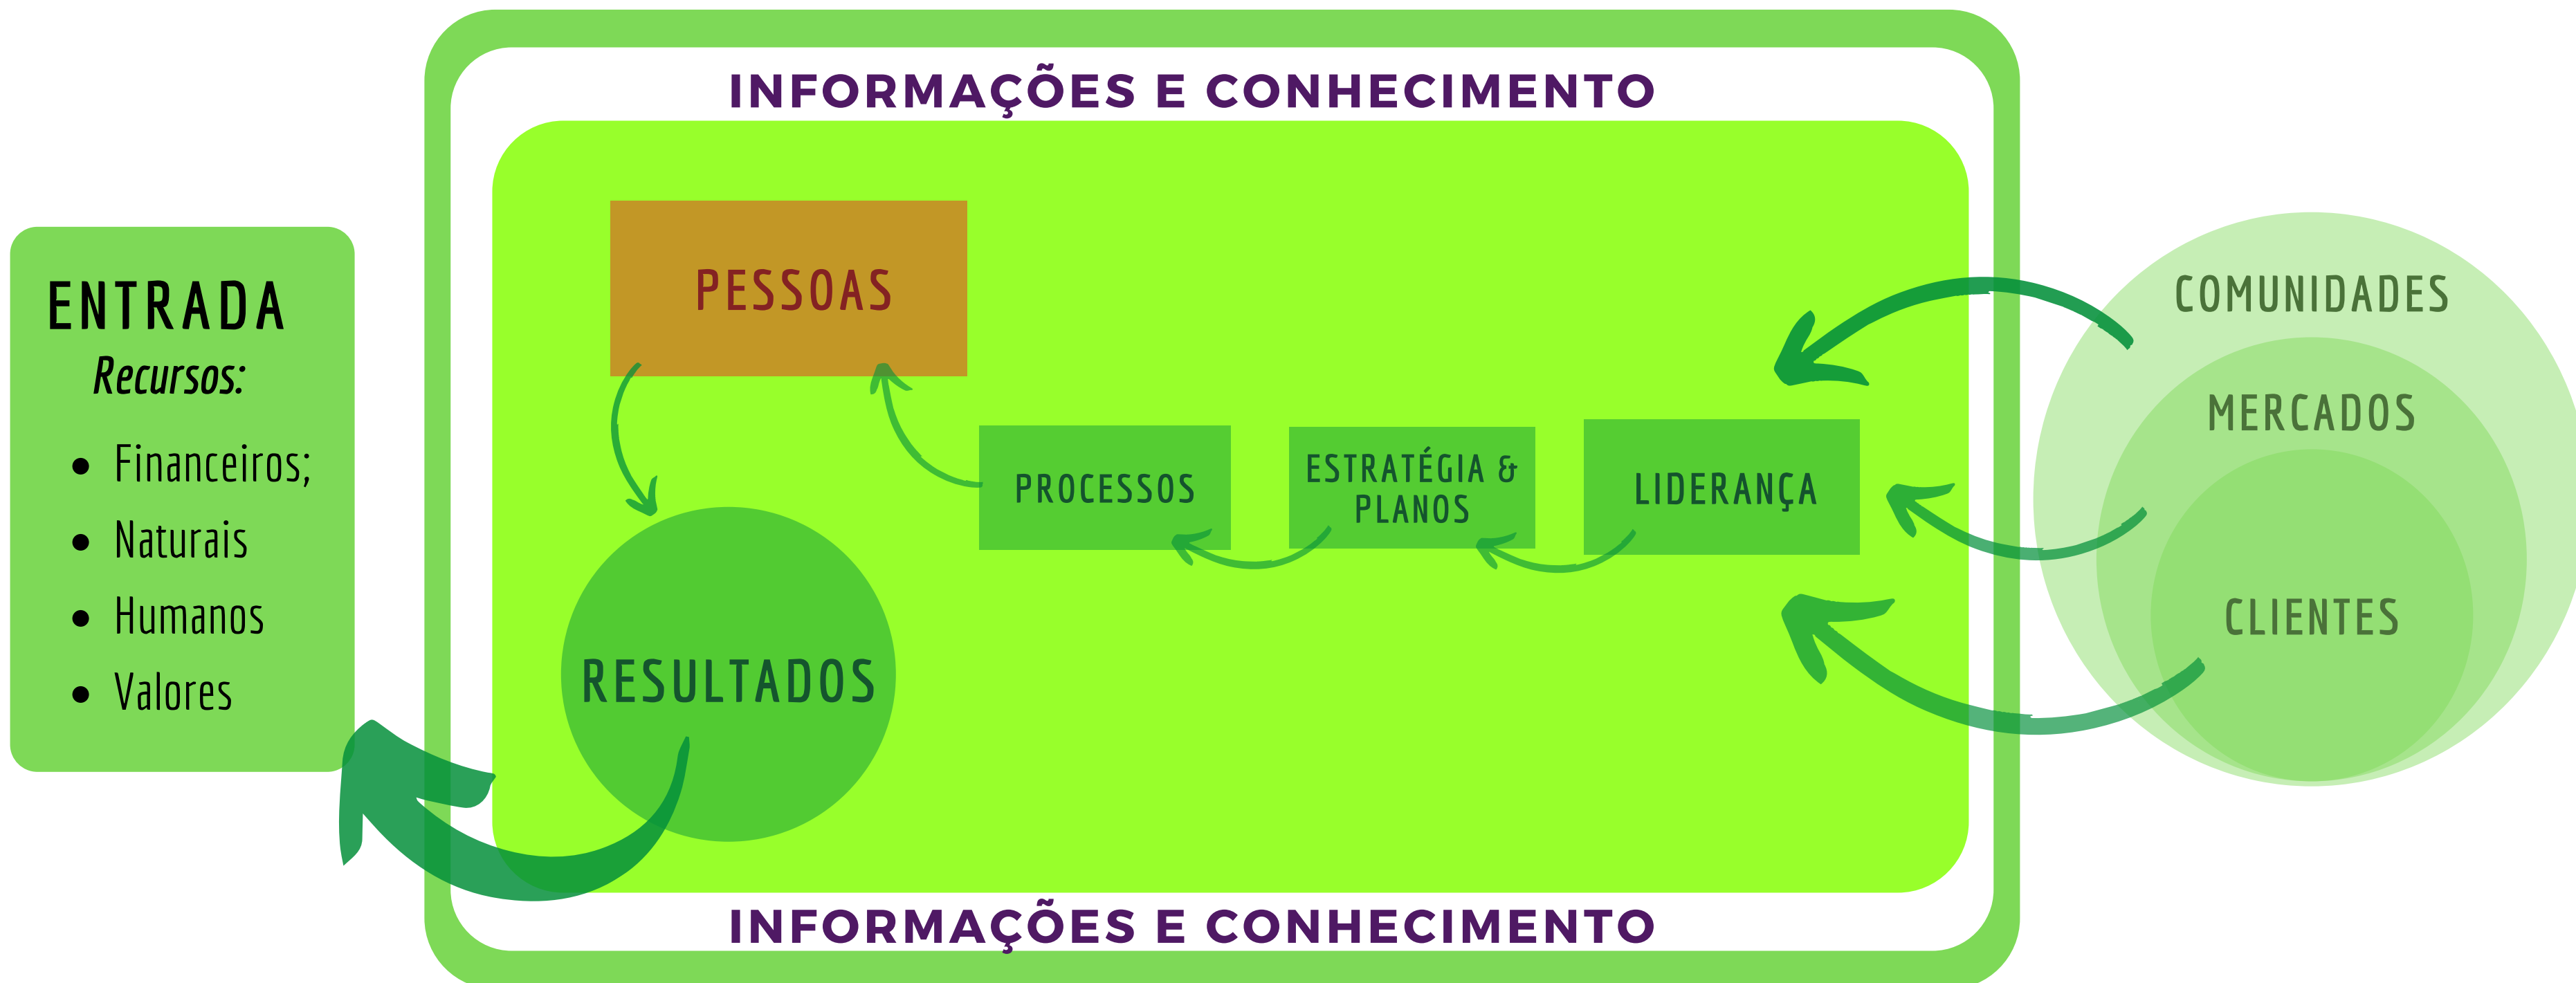 INFORMAÇÕES E CONHECIMENTO
ENTRADA
Recursos:
• Financeiros;
• Naturais
• Humanos
• Valores
PESSOAS
PROCESSOS
ESTRATÉGIA &
PLANOS
LIDERANÇA
RESULTADOS
COMUNIDADES
MERCADOS
CLIENTES
INFORMAÇÕES E CONHECIMENTO